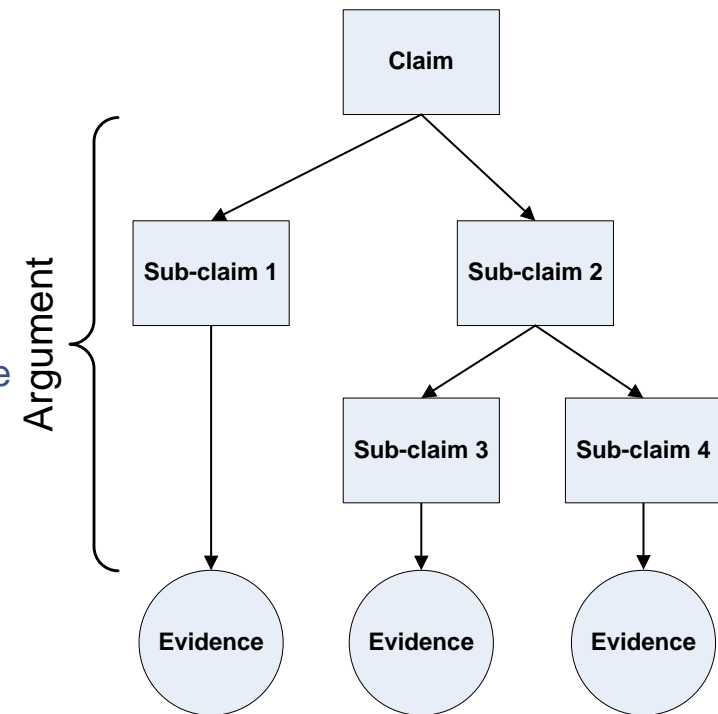 Claim
Sub-claim 1
Sub-claim 2
Argument
e
Sub-claim 3
Sub-claim 4
Evidence
Evidence
Evidence